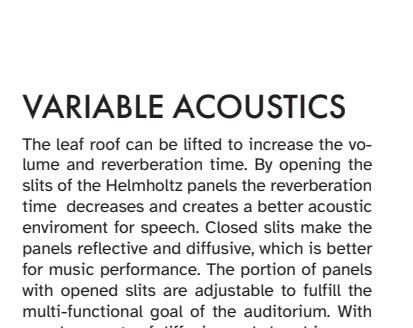 VARIABLE ACOUSTICS
The leaf roof can be lifted to increase the vo-
lume and reverberation time. By opening the
slits of the Helmholtz panels the reverberation
time  decreases and creates a better acoustic
enviroment for speech. Closed slits make the
panels reflective and diffusive, which is better
for music performance. The portion of panels
with opened slits are adjustable to fulfill the
multi-functional goal of the auditorium. With